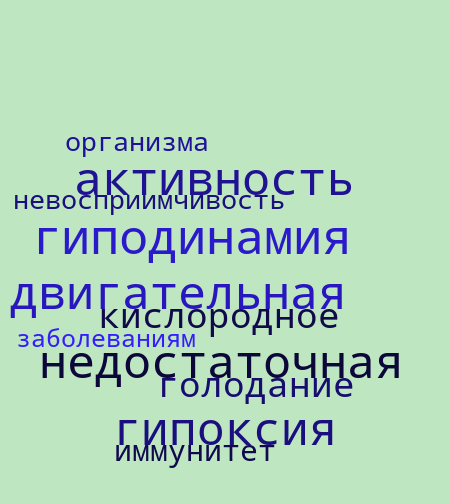 организма
активность
невосприимчивость
гиподинамия
двигательная
кислородное
заболеваниям
недостаточная
голодание
гипоксия
иммунитет